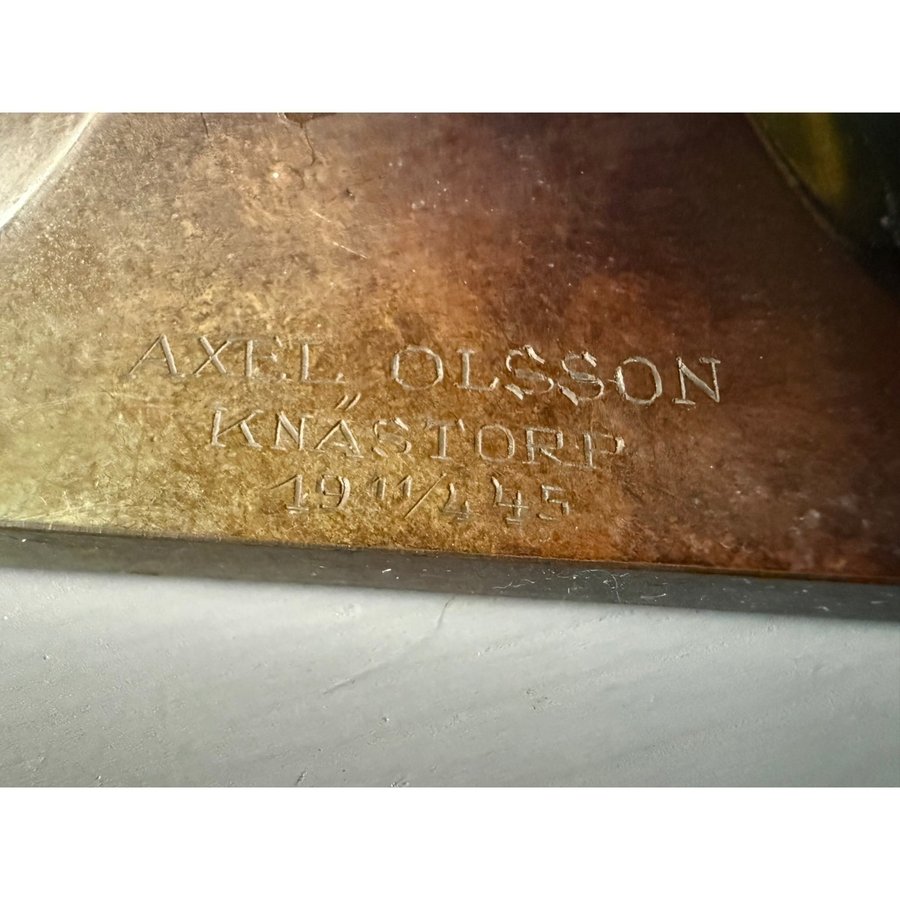 AXEL OLSSON
KNÄSTORP
19 11/4 45